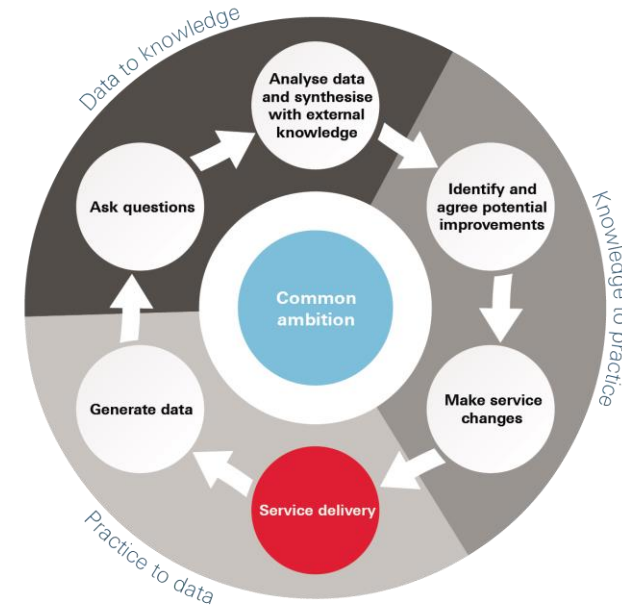 Data to knowledge
Analyse data
and synthesise
with external
knowledge
Ask questions
Identify and
agree potential
improvements
Knowledge to practice
Common
ambition
Generate data
Make service
changes
Service delivery
Practice to data